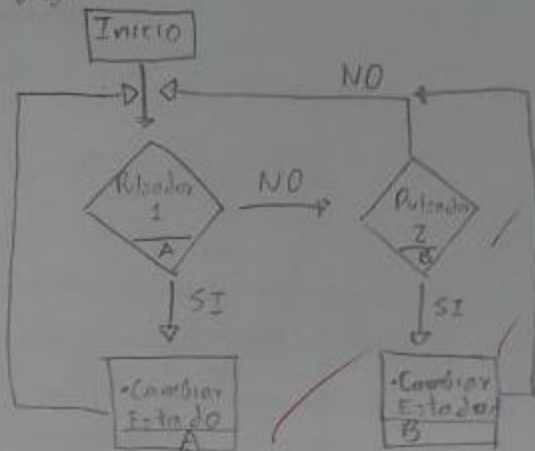 Inicio
NO
Pulsador
1
A
NO
Pulsador
2
B
SI
SI
•Cambiar
Estado
A
•Cambiar
Estado
B